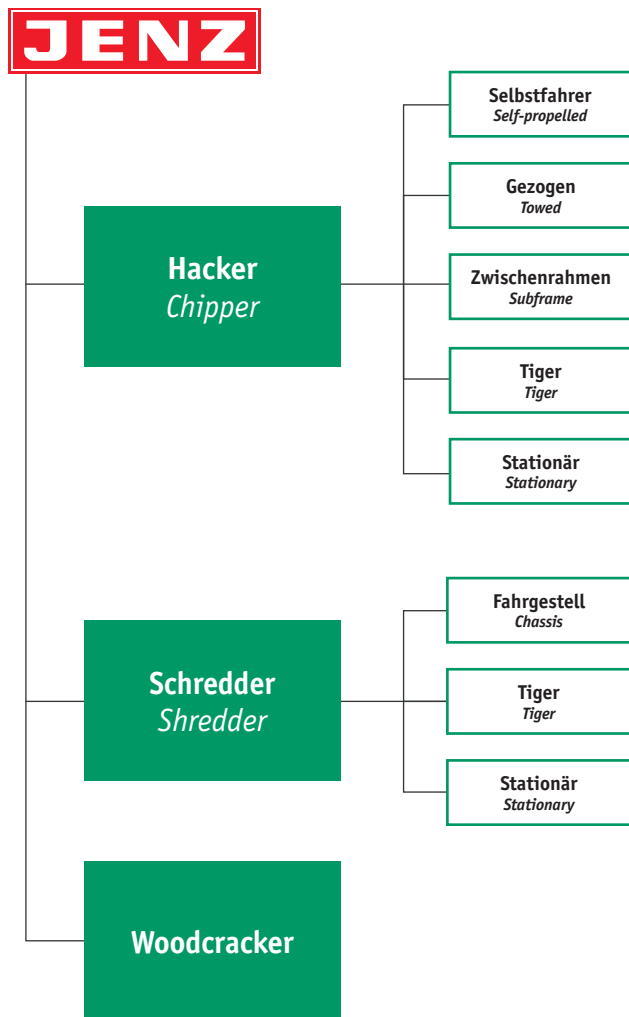 JENZ
Hacker
Chipper
Selbstfahrer
Self-propelled
Gezogen
Towed
Zwischenrahmen
Subframe
Tiger
Tiger
Stationär
Stationary
Schredder
Shredder
Fahrgestell
Chassis
Tiger
Tiger
Stationär
Stationary
Woodcracker